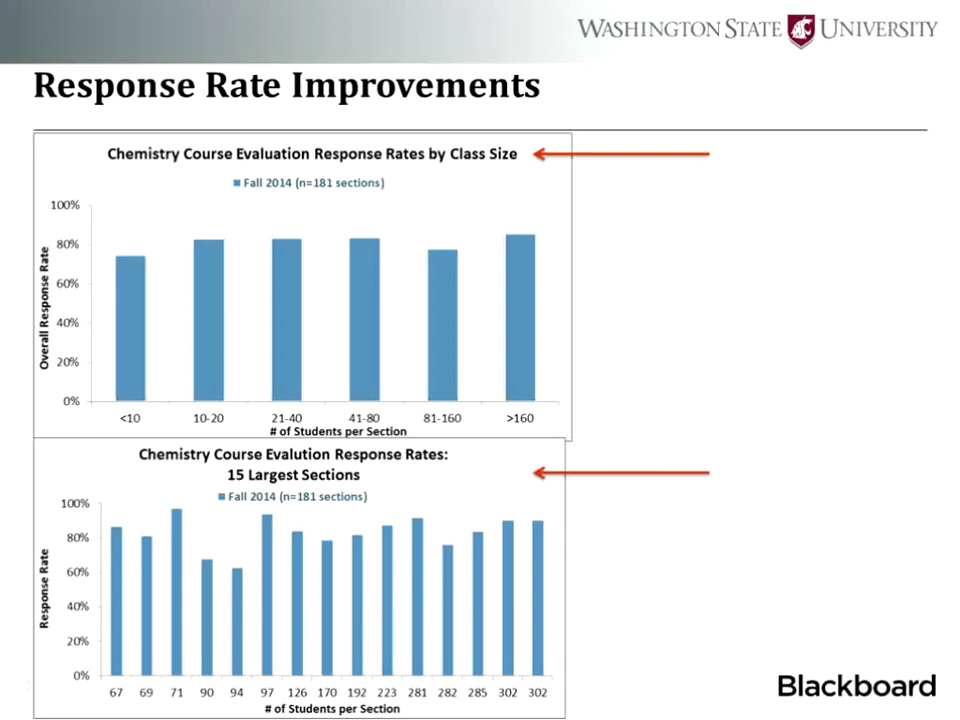 WASHINGTON STATE UNIVERSITY
Response Rate Improvements
Chemistry Course Evaluation Response Rates by Class Size
Fall 2014 (n=181 sections)
100%
80%
60%
40%
20%
0%
Overall Response Rate
<10 10-20 21-40 41-80 81-160 >160
# of Students per Section
Chemistry Course Evalution Response Rates:
15 Largest Sections
Fall 2014 (n=181 sections)
100%
80%
60%
40%
20%
0%
Response Rate
67 69 71 90 94 97 126 170 192 223 281 282 285 302 302
# of Students per Section
Blackboard